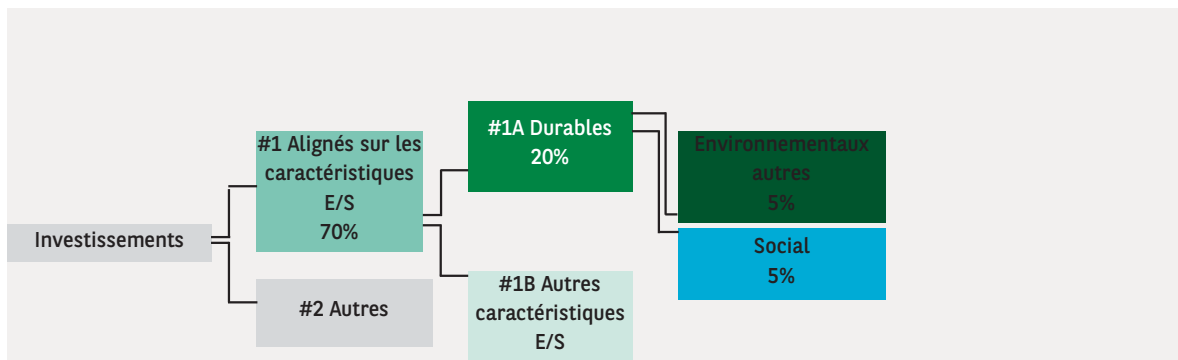 Investissements
#1 Alignés sur les
caractéristiques
E/S
70%
#2 Autres
#1A Durables
20%
#1B Autres
caractéristiques
E/S
Environnementaux
autres
5%
Social
5%